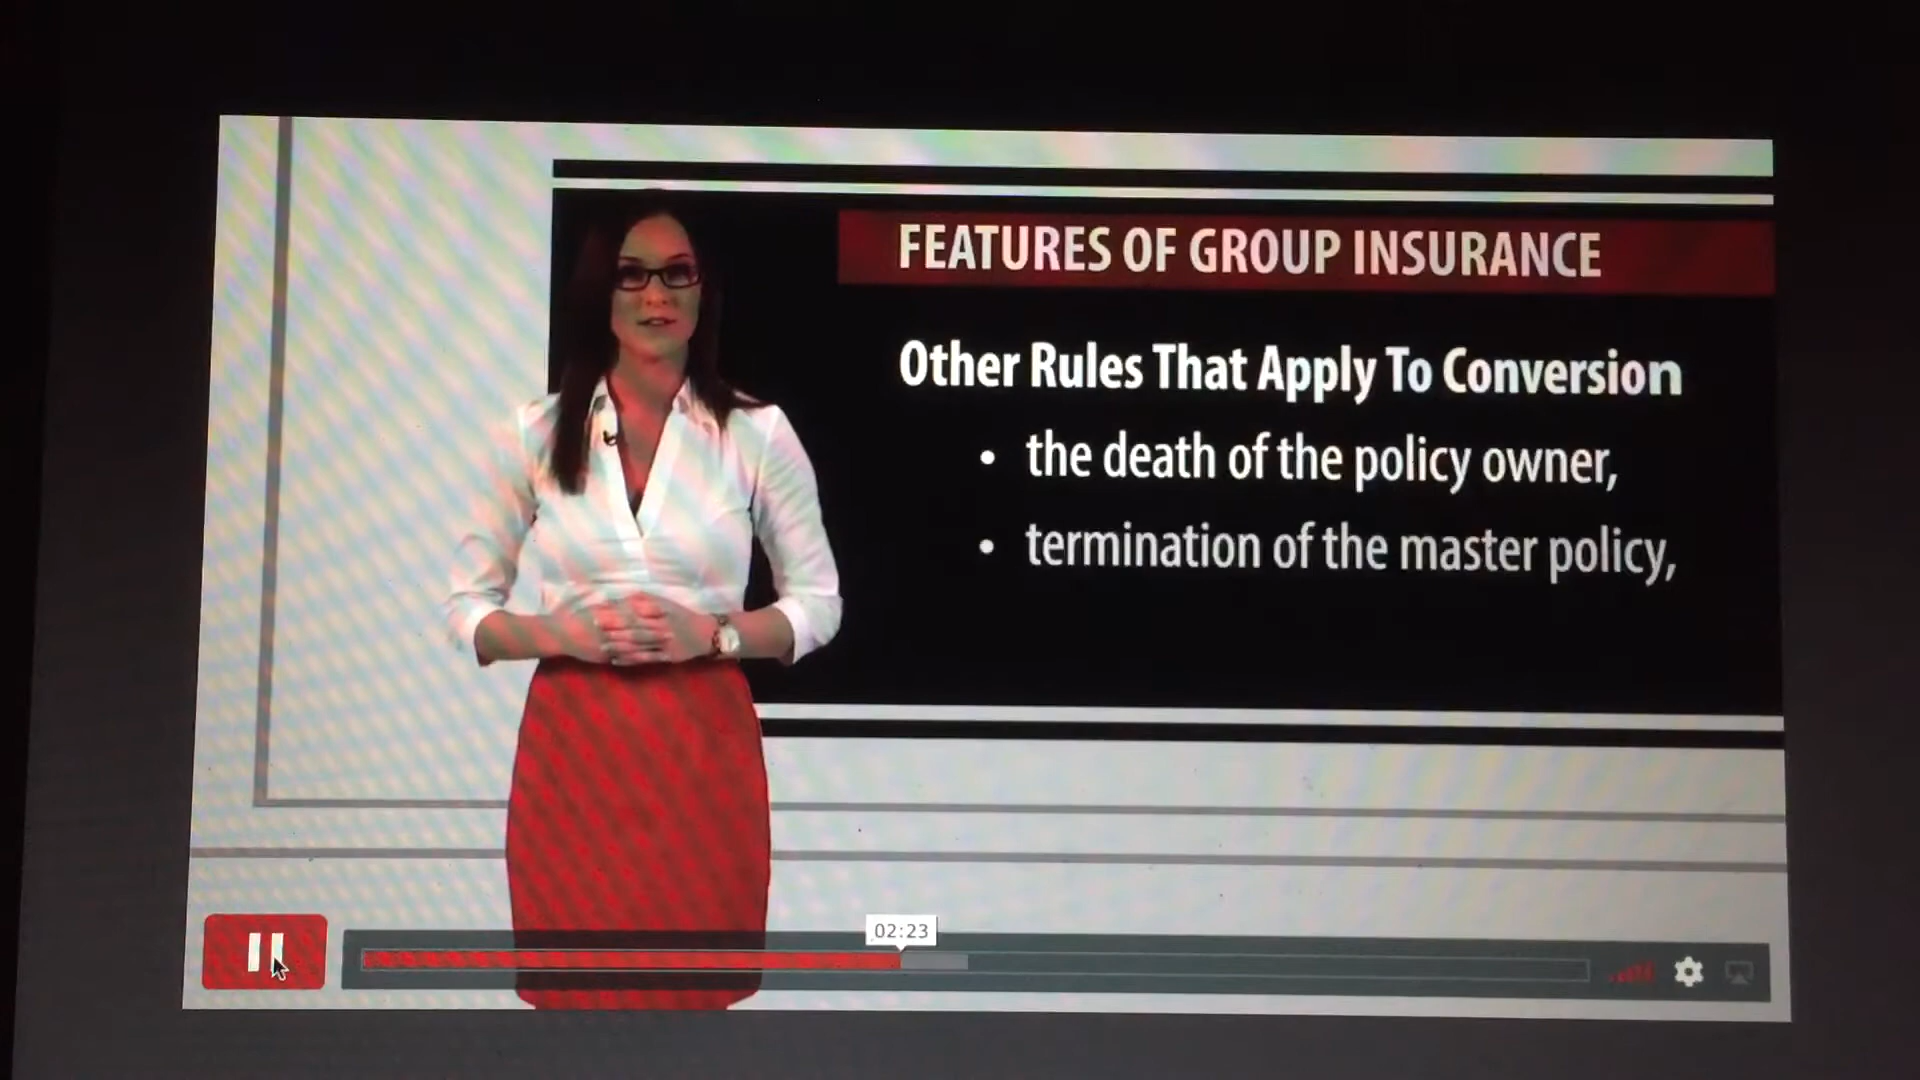 FEATURES OF GROUP INSURANCE
Other Rules That Apply To Conversion
• the death of the policy owner,
• termination of the master policy,
02:23